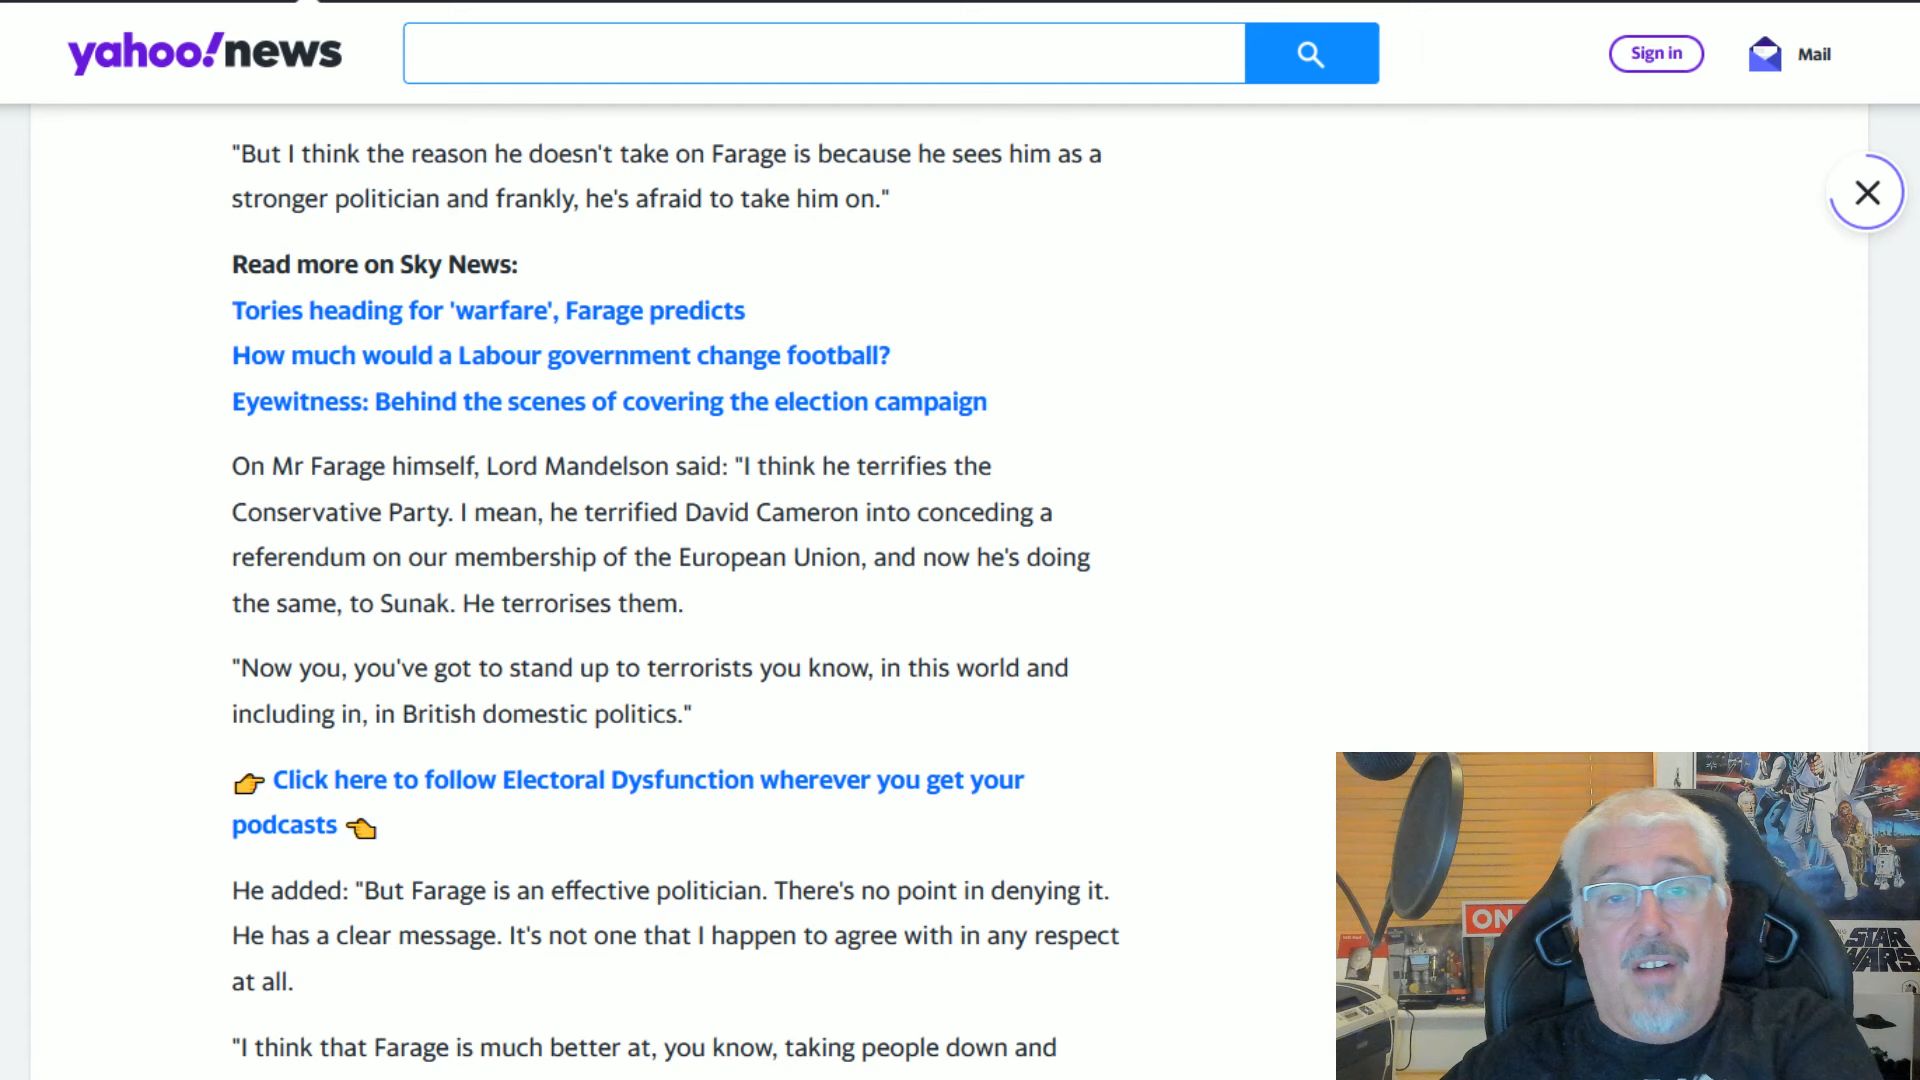 yahoo!news
Sign in
Mail
"But I think the reason he doesn't take on Farage is because he sees him as a
stronger politician and frankly, he's afraid to take him on."
Read more on Sky News:
Tories heading for 'warfare', Farage predicts
How much would a Labour government change football?
Eyewitness: Behind the scenes of covering the election campaign
On Mr Farage himself, Lord Mandelson said: "I think he terrifies the
Conservative Party. I mean, he terrified David Cameron into conceding a
referendum on our membership of the European Union, and now he's doing
the same, to Sunak. He terrorises them.
"Now you, you've got to stand up to terrorists you know, in this world and
including in, in British domestic politics."
👉 Click here to follow Electoral Dysfunction wherever you get your
podcasts 👈
He added: "But Farage is an effective politician. There's no point in denying it.
He has a clear message. It's not one that I happen to agree with in any respect
at all.
"I think that Farage is much better at, you know, taking people down and
ON
STAR
WARS